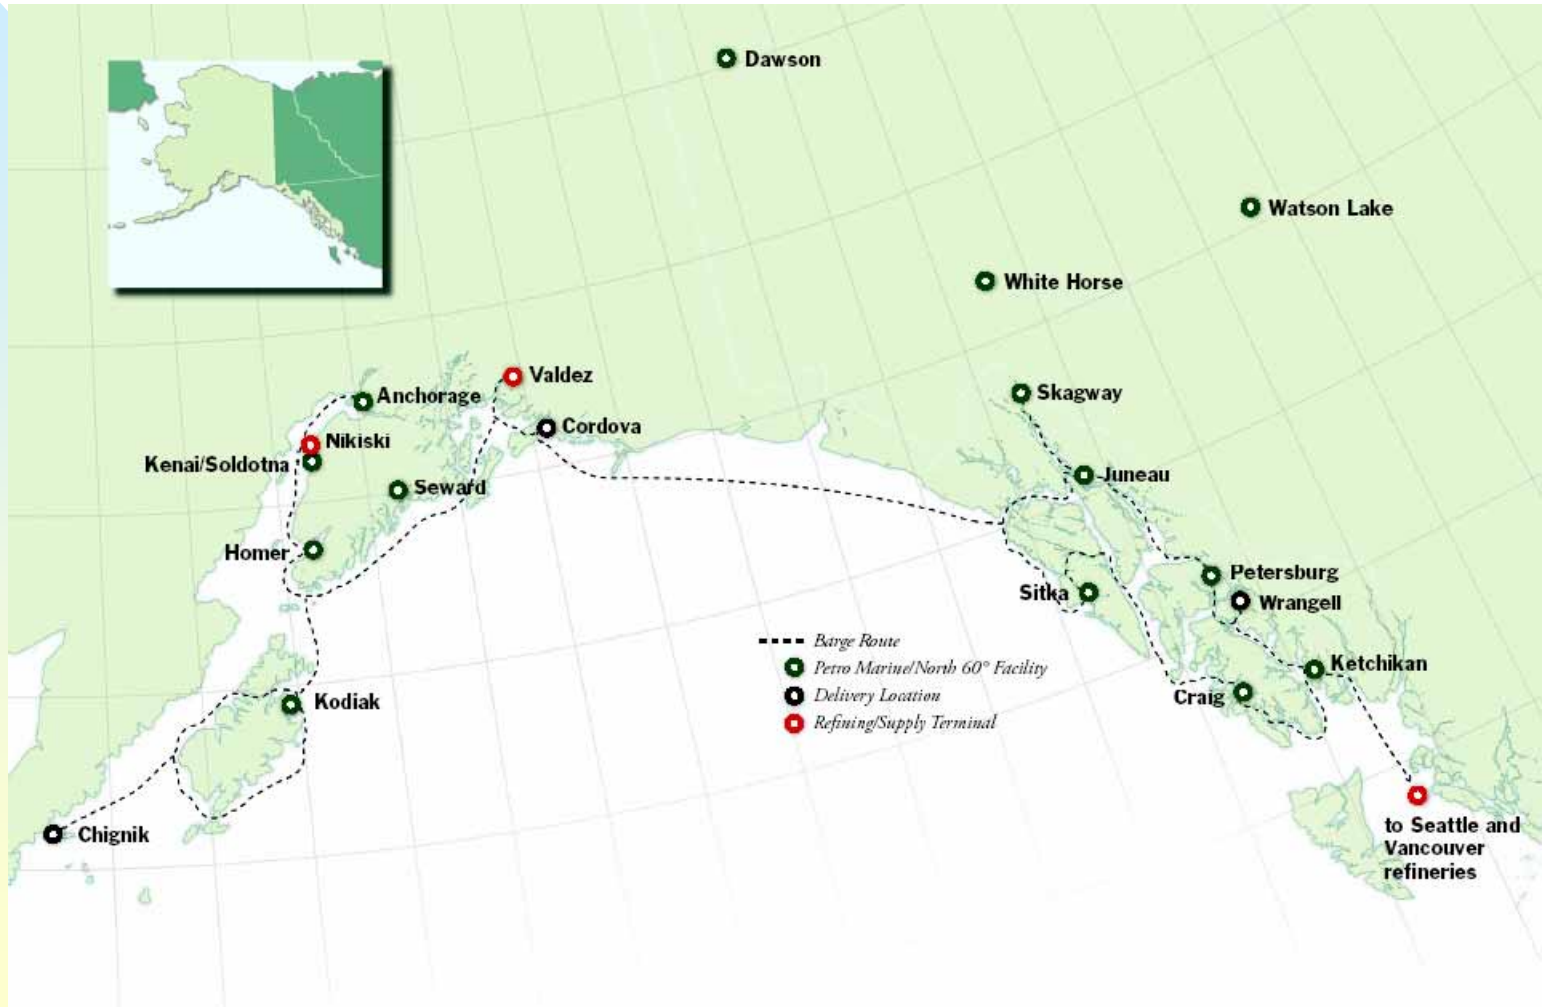 Dawson
Watson Lake
White Horse
Valdez
Anchorage
Skagway
Cordova
Nikiski
Kenai/Soldotna
Juneau
Seward
Homer
Petersburg
Sitka
Wrangell
Barge Route
Petro Marine/North 60° Facility
Ketchikan
Delivery Location
Craig
Kodiak
Refining/Supply Terminal
Chignik
to Seattle and
Vancouver
refineries